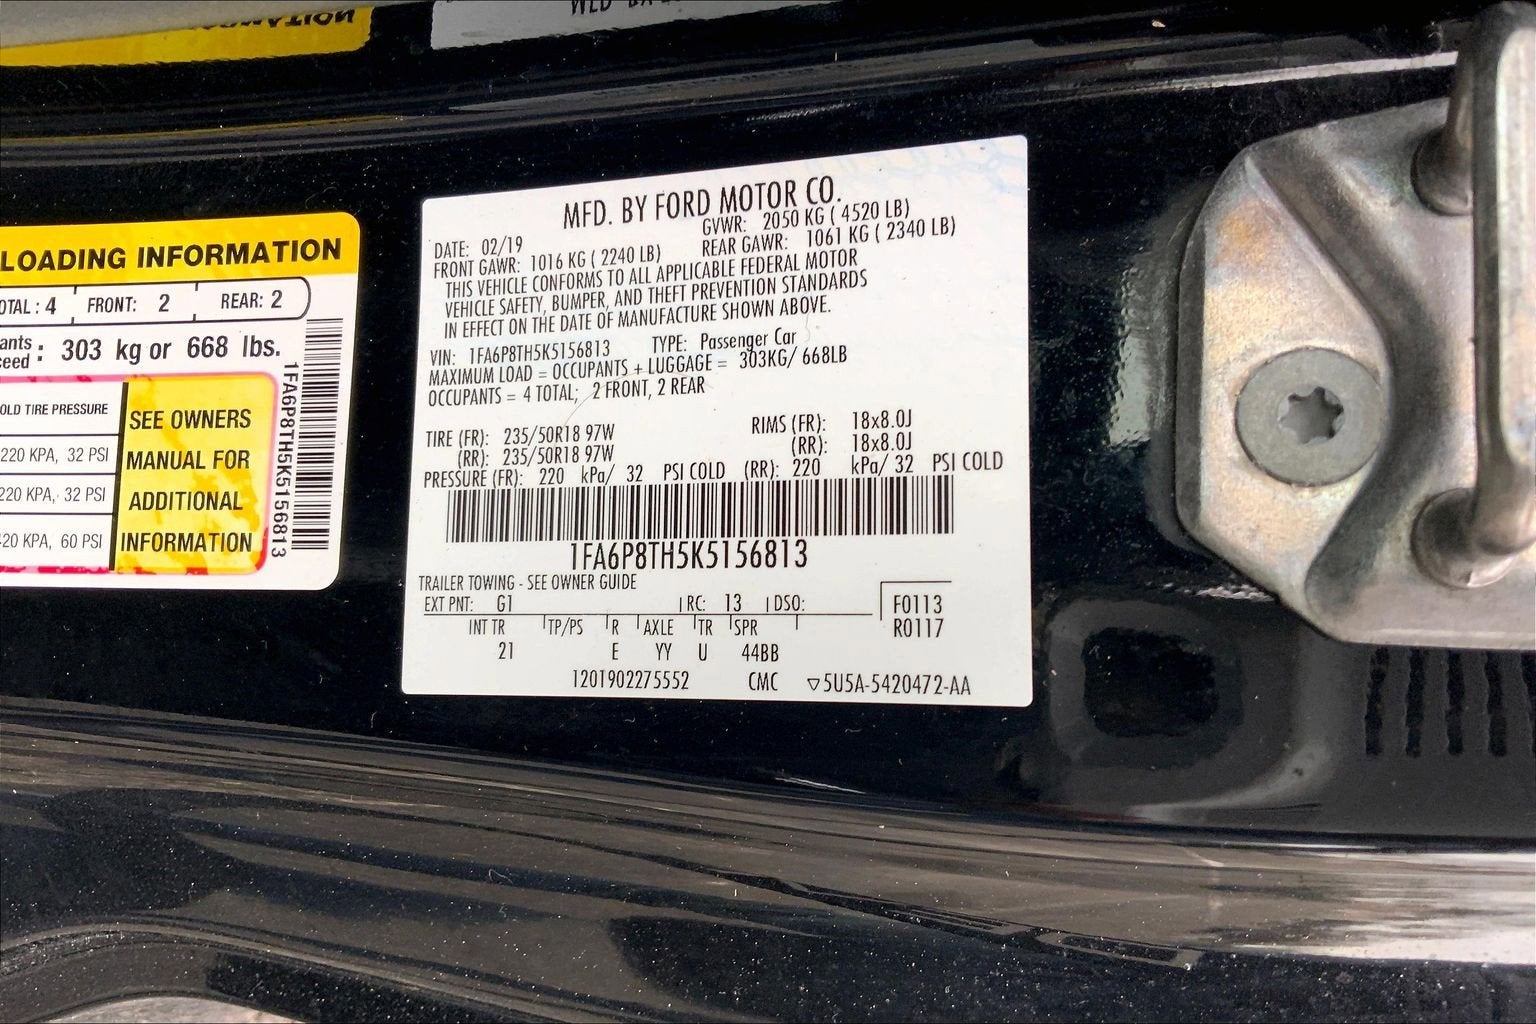 LOADING INFORMATION
OTAL : 4 FRONT: 2 REAR: 2
ants
ceed : 303 kg or 668 lbs.
OLD TIRE PRESSURE
220 KPA, 32 PSI
220 KPA, 32 PSI
420 KPA, 60 PSI
SEE OWNERS
MANUAL FOR
ADDITIONAL
INFORMATION
1FA6P8TH5K5156813
MFD. BY FORD MOTOR CO.
DATE: 02/19 GVWR: 2050 KG ( 4520 LB)
FRONT GAWR: 1016 KG ( 2240 LB) REAR GAWR: 1061 KG ( 2340 LB)
THIS VEHICLE CONFORMS TO ALL APPLICABLE FEDERAL MOTOR
VEHICLE SAFETY, BUMPER, AND THEFT PREVENTION STANDARDS
IN EFFECT ON THE DATE OF MANUFACTURE SHOWN ABOVE.
VIN: 1FA6P8TH5K5156813 TYPE: Passenger Car
MAXIMUM LOAD = OCCUPANTS + LUGGAGE = 303KG/ 668LB
OCCUPANTS = 4 TOTAL; 2 FRONT, 2 REAR
TIRE (FR): 235/50R18 97W RIMS (FR): 18x8.0J
(RR): 235/50R18 97W (RR): 18x8.0J
PRESSURE (FR): 220 kPa/ 32 PSI COLD (RR): 220 kPa/ 32 PSI COLD
1FA6P8TH5K5156813
TRAILER TOWING - SEE OWNER GUIDE
EXT PNT: G1 RC: 13 DSO: F0113
INT TR TP/PS R AXLE TR SPR R0117
21 E YY U 44BB
1201902275552 CMC ▽5U5A-5420472-AA